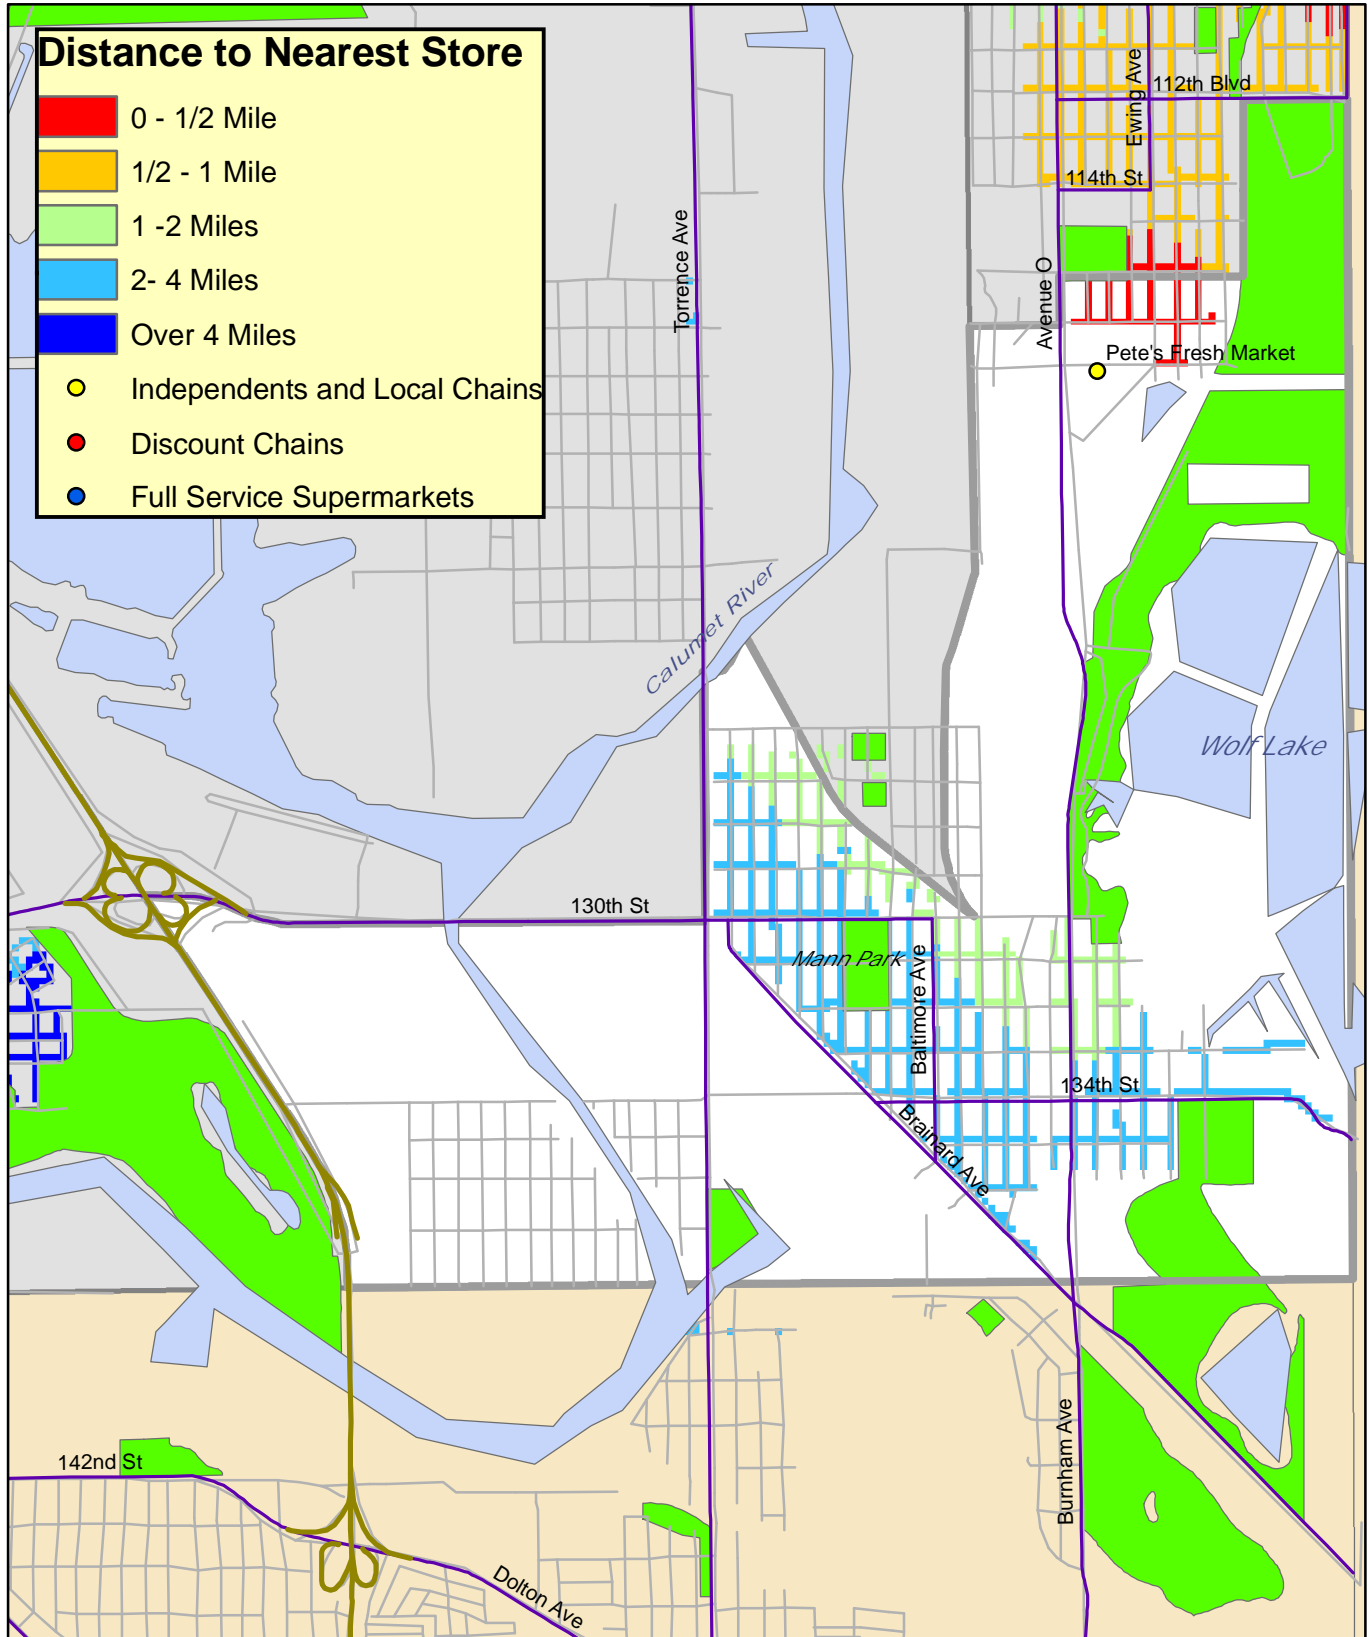 Distance to Nearest Store
0 - 1/2 Mile
1/2 - 1 Mile
1 -2 Miles
2- 4 Miles
Over 4 Miles
Independents and Local Chains
Discount Chains
Full Service Supermarkets
Ewing Ave
112th Blvd
114th St
Torrence Ave
Avenue O
Pete's Fresh Market
Calumet River
Wolf Lake
130th St
Mann Park
Baltimore Ave
134th St
Brainard Ave
Burnham Ave
142nd St
Dolton Ave